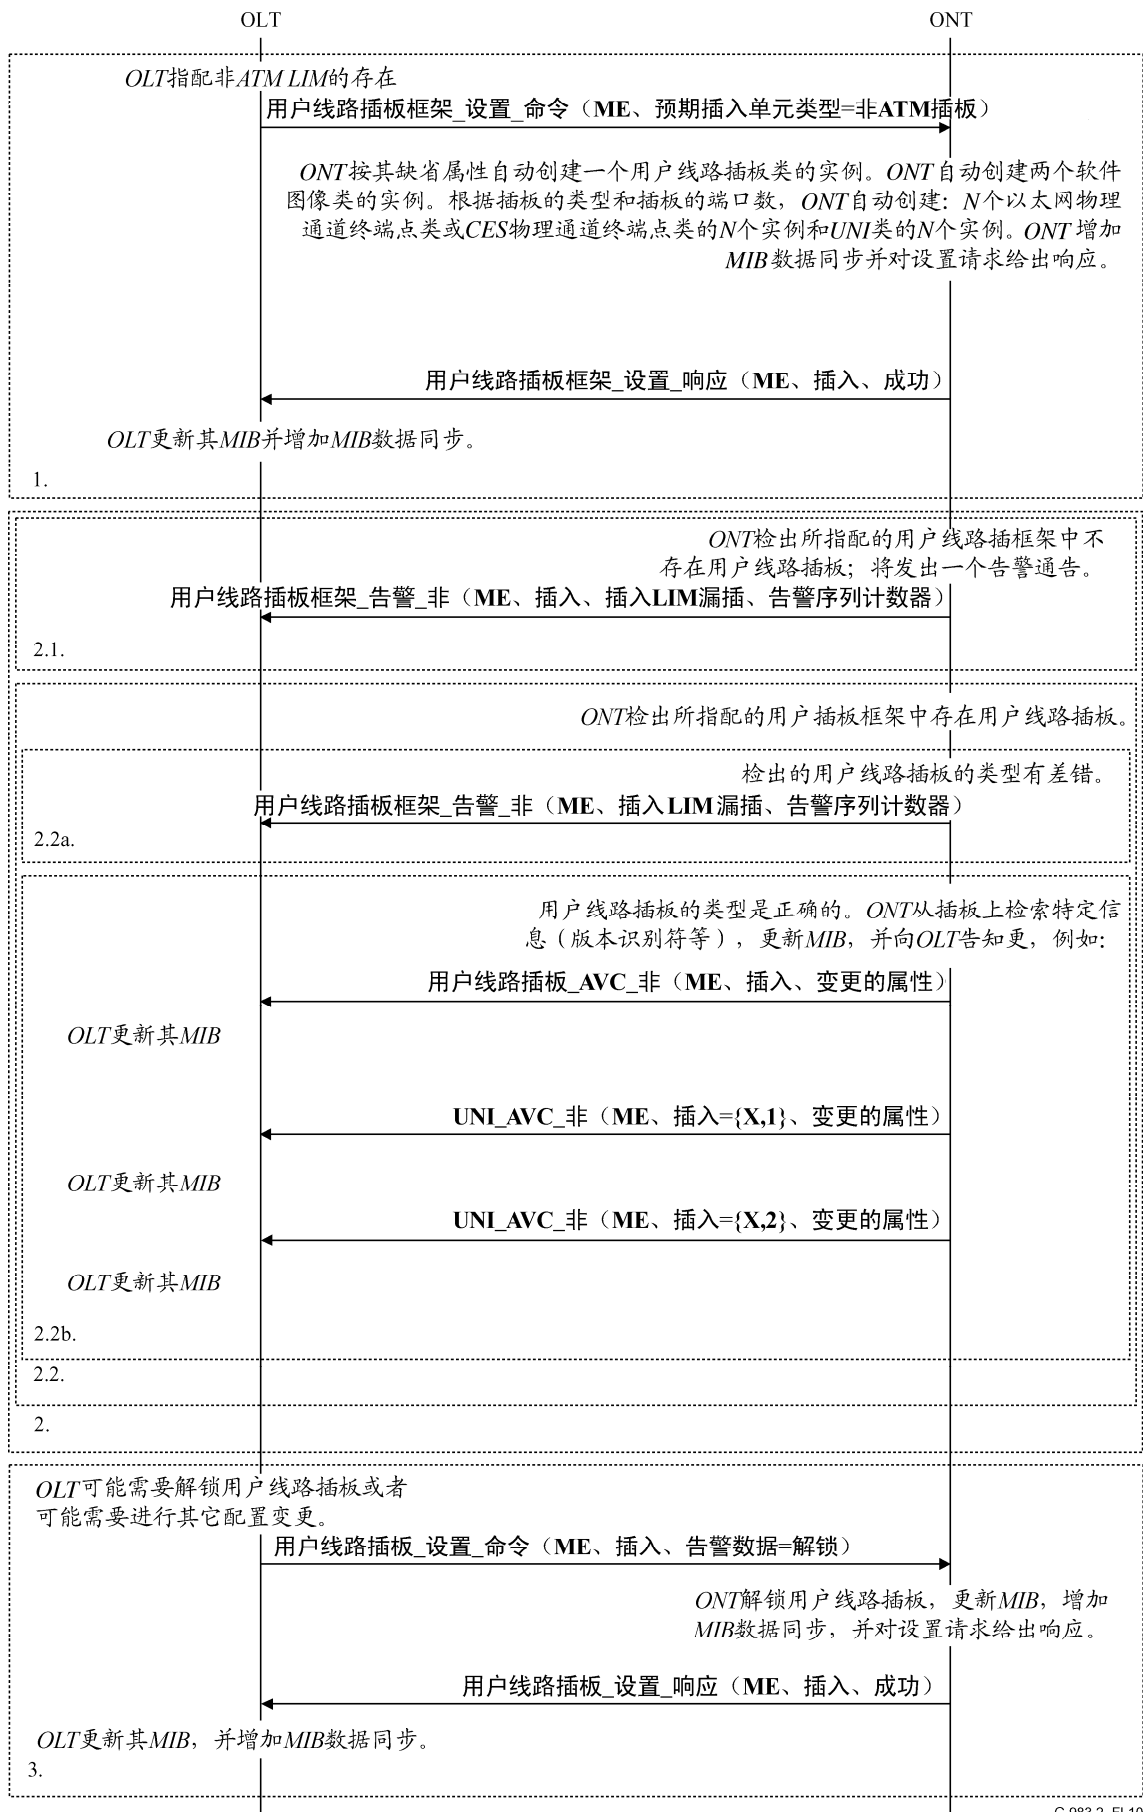 OLT
ONT
OLT指配非ATM LIM的存在
用户线路插板框架_设置_命令（ME、预期插入单元类型=非ATM插板）
ONT按其缺省属性自动创建一个用户线路插板类的实例。ONT自动创建两个软件
图像类的实例。根据插板的类型和插板的端口数，ONT自动创建：N个以太网物理
通道终端点类或CES物理通道终端点类的N个实例和UNI类的N个实例。ONT增加
MIB数据同步并对设置请求给出响应。
用户线路插板框架_设置_响应（ME、插入、成功）
OLT更新其MIB并增加MIB数据同步。
1.
ONT检出所指配的用户线路插框架中不
存在用户线路插板；将发出一个告警通告。
用户线路插板框架_告警_非（ME、插入、插入LIM漏插、告警序列计数器）
2.1.
ONT检出所指配的用户插板框架中存在用户线路插板。
检出的用户线路插板的类型有差错。
用户线路插板框架_告警_非（ME、插入LIM漏插、告警序列计数器）
2.2a.
用户线路插板的类型是正确的。ONT从插板上检索特定信
息（版本识别符等），更新MIB，并向OLT告知更，例如：
用户线路插板_AVC_非（ME、插入、变更的属性）
OLT更新其MIB
UNI_AVC_非（ME、插入={X,1}、变更的属性）
OLT更新其MIB
UNI_AVC_非（ME、插入={X,2}、变更的属性）
OLT更新其MIB
2.2b.
2.2.
2.
OLT可能需要解锁用户线路插板或者
可能需要进行其它配置变更。
用户线路插板_设置_命令（ME、插入、告警数据=解锁）
ONT解锁用户线路插板，更新MIB，增加
MIB数据同步，并对设置请求给出响应。
用户线路插板_设置_响应（ME、插入、成功）
OLT更新其MIB，并增加MIB数据同步。
3.